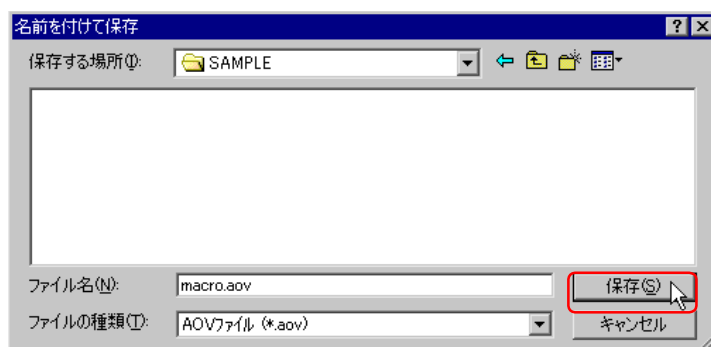 名前を付けて保存
保存する場所(I):
SAMPLE
ファイル名(N):
macro.aov
保存(S)
ファイルの種類(T):
AOVファイル (*.aov)
キャンセル